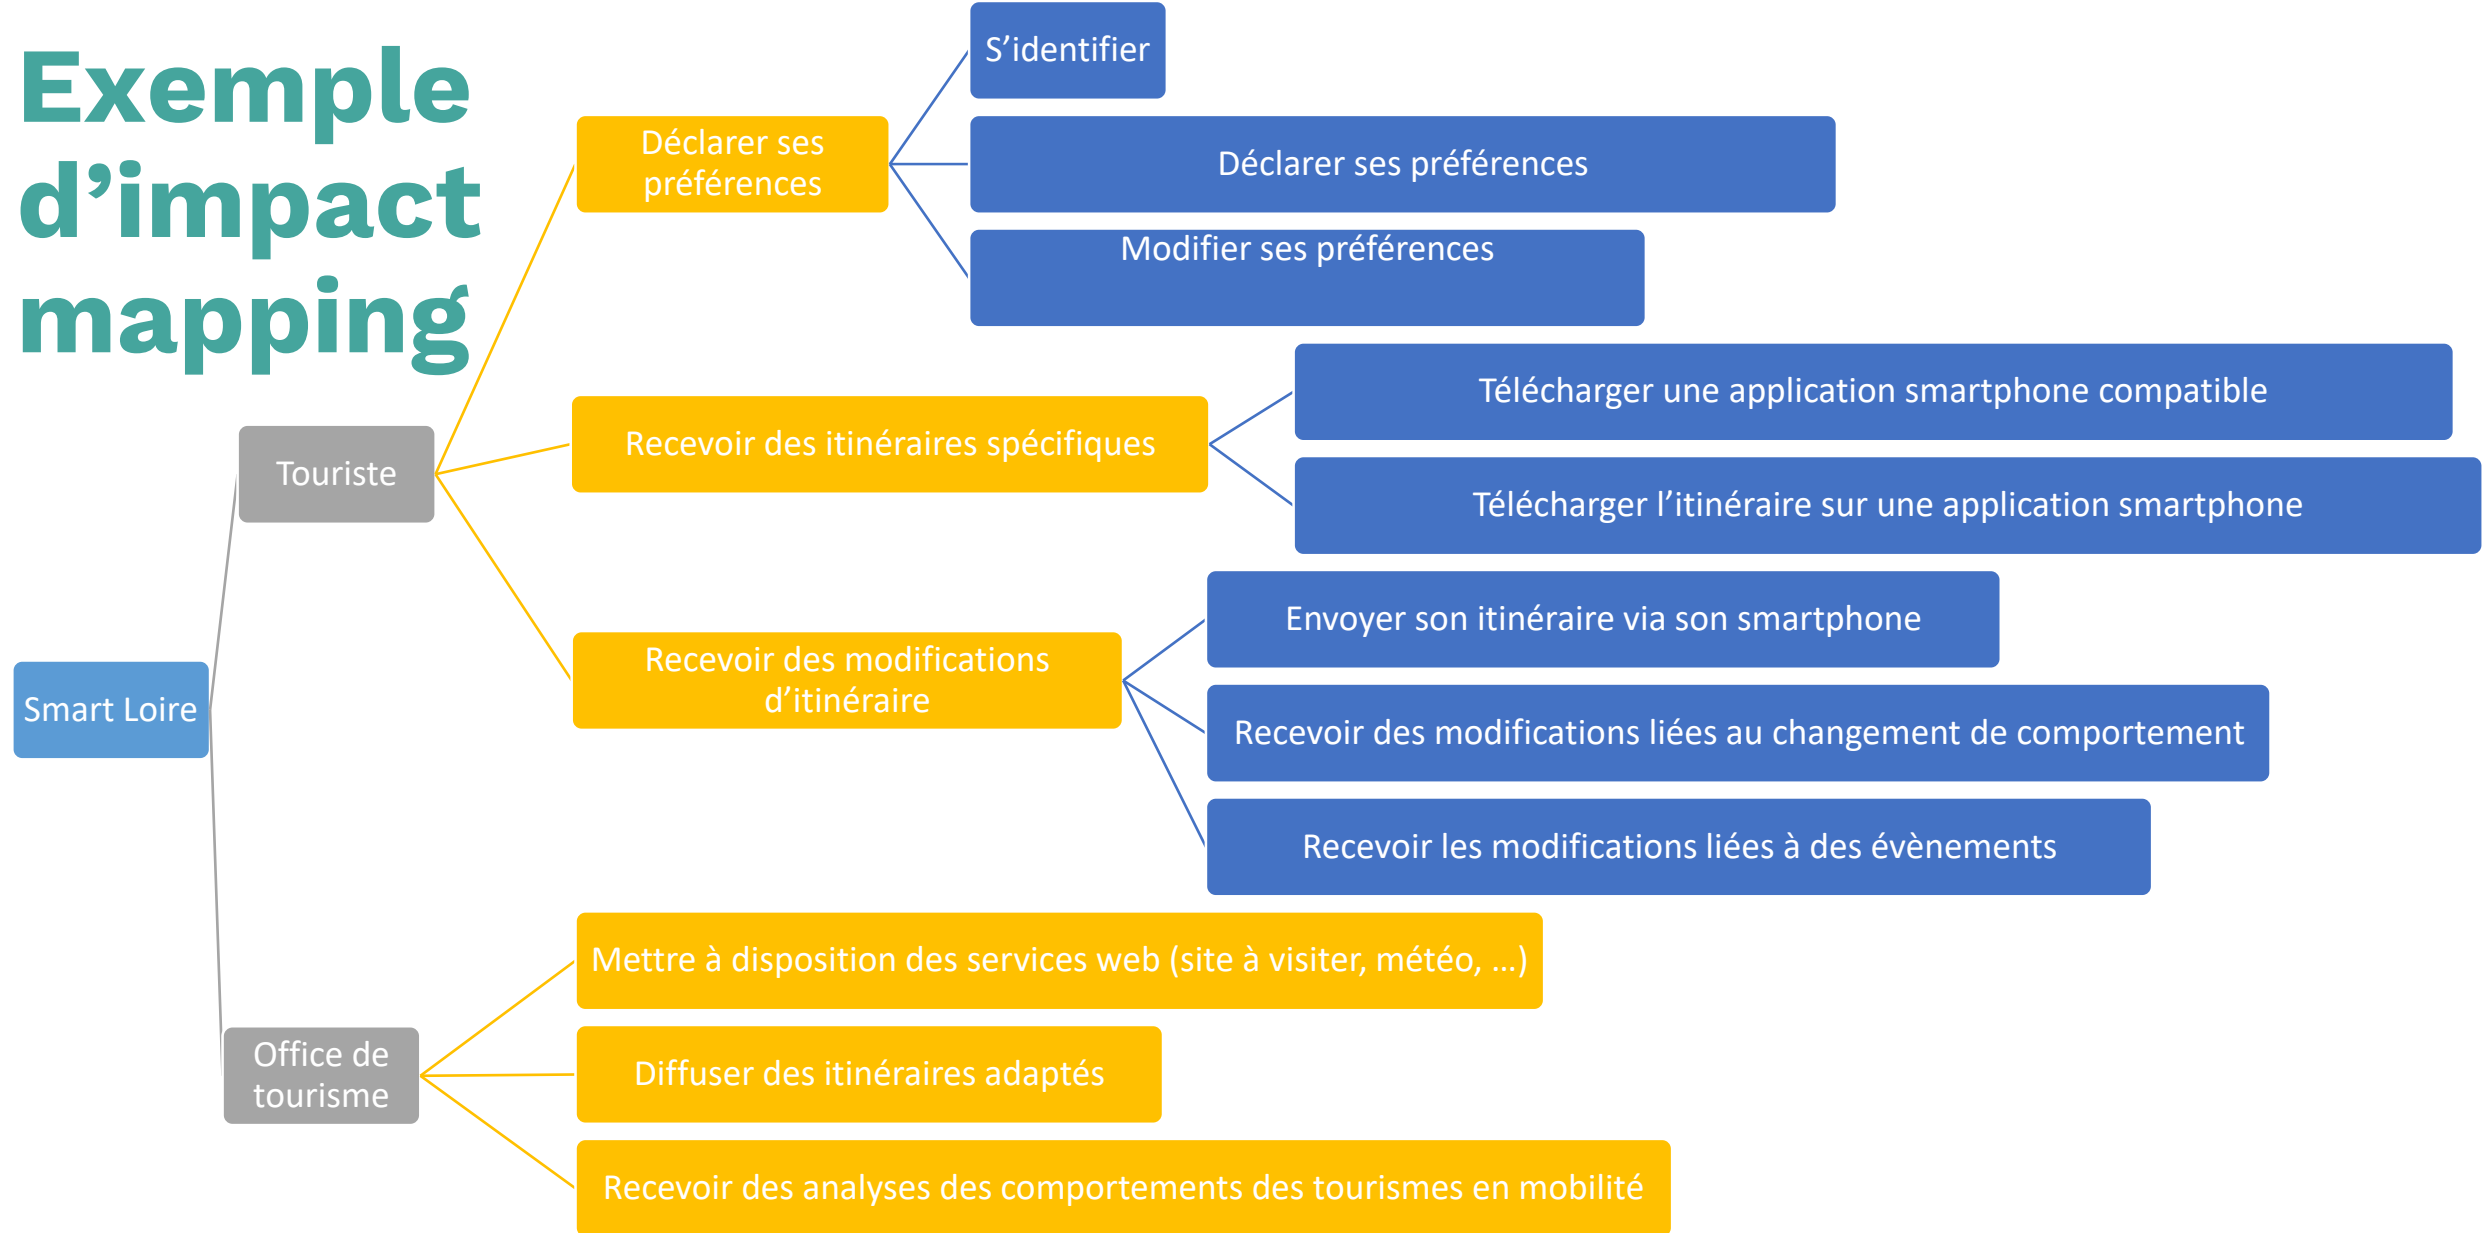 Exemple
d’impact
mapping
S’identifier
Déclarer ses
préférences
Déclarer ses préférences
Modifier ses préférences
Télécharger une application smartphone compatible
Recevoir des itinéraires spécifiques
Touriste
Télécharger l’itinéraire sur une application smartphone
Envoyer son itinéraire via son smartphone
Recevoir des modifications
d’itinéraire
Smart Loire
Recevoir des modifications liées au changement de comportement
Recevoir les modifications liées à des évènements
Mettre à disposition des services web (site à visiter, météo, …)
Office de
tourisme
Diffuser des itinéraires adaptés
Recevoir des analyses des comportements des tourismes en mobilité